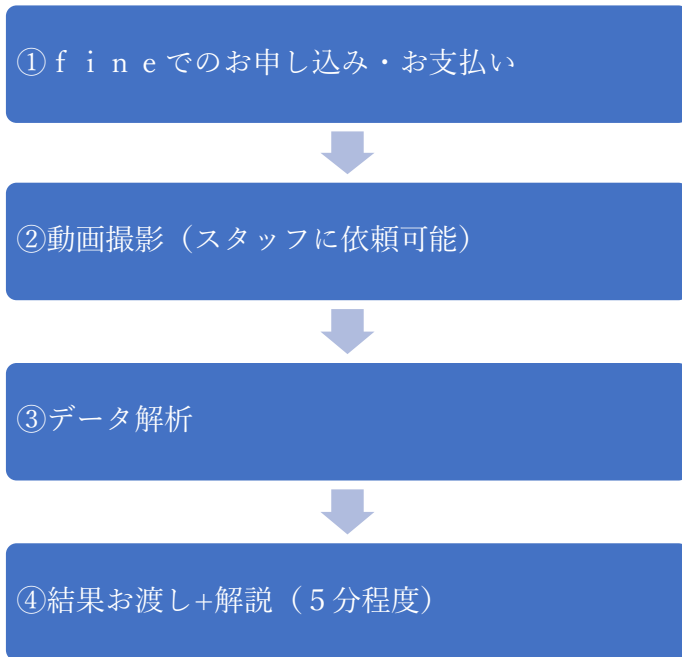 ①ｆｉｎｅでのお申し込み・お支払い
②動画撮影（スタッフに依頼可能）
③データ解析
④結果お渡し+解説（５分程度）